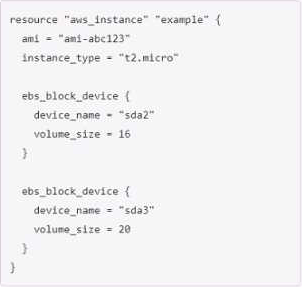 resource "aws_instance" "example" {
  ami = "ami-abc123"
  instance_type = "t2.micro"

  ebs_block_device {
    device_name = "sda2"
    volume_size = 16
  }

  ebs_block_device {
    device_name = "sda3"
    volume_size = 20
  }
}